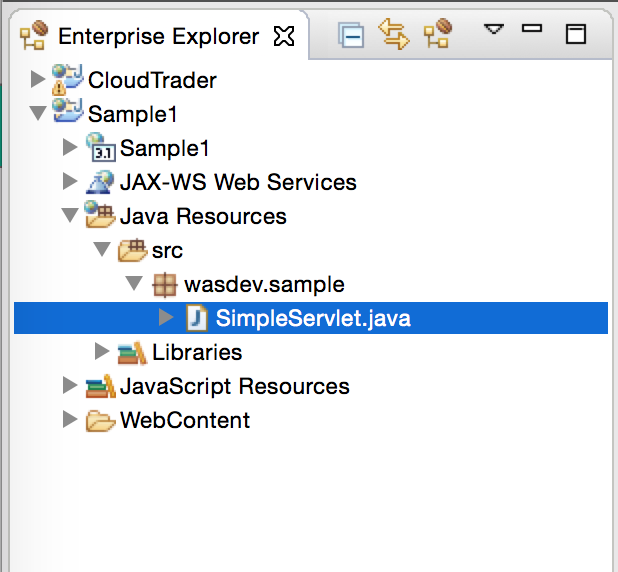 Enterprise Explorer
CloudTrader
Sample1
3.1 Sample1
JAX-WS Web Services
Java Resources
src
wasdev.sample
SimpleServlet.java
Libraries
JavaScript Resources
WebContent